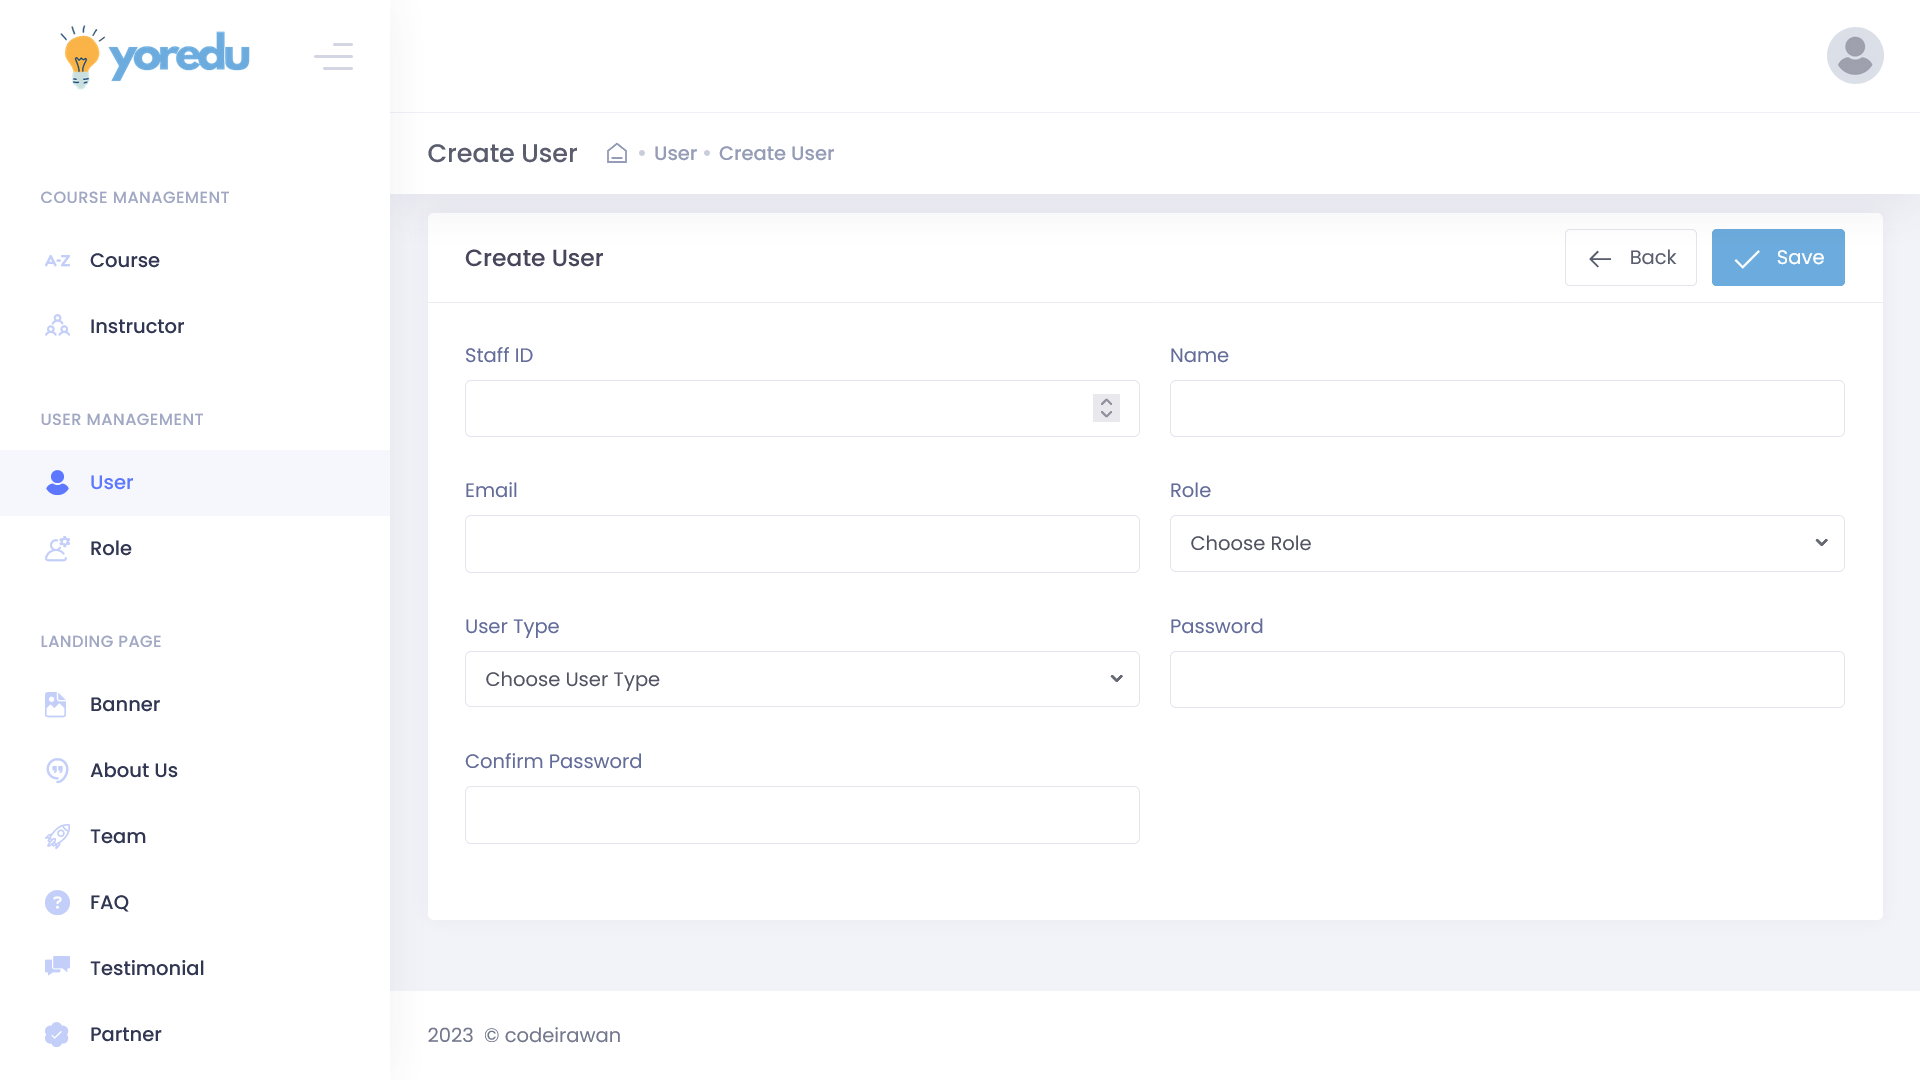 yoredu
COURSE MANAGEMENT
A-Z Course
Instructor
USER MANAGEMENT
User
Role
LANDING PAGE
Banner
About Us
Team
? FAQ
Testimonial
Partner
Create User • User • Create User
Create User
Back
Save
Staff ID
Name
Email
Role
Choose Role
User Type
Choose User Type
Password
Confirm Password
2023 © codeirawan